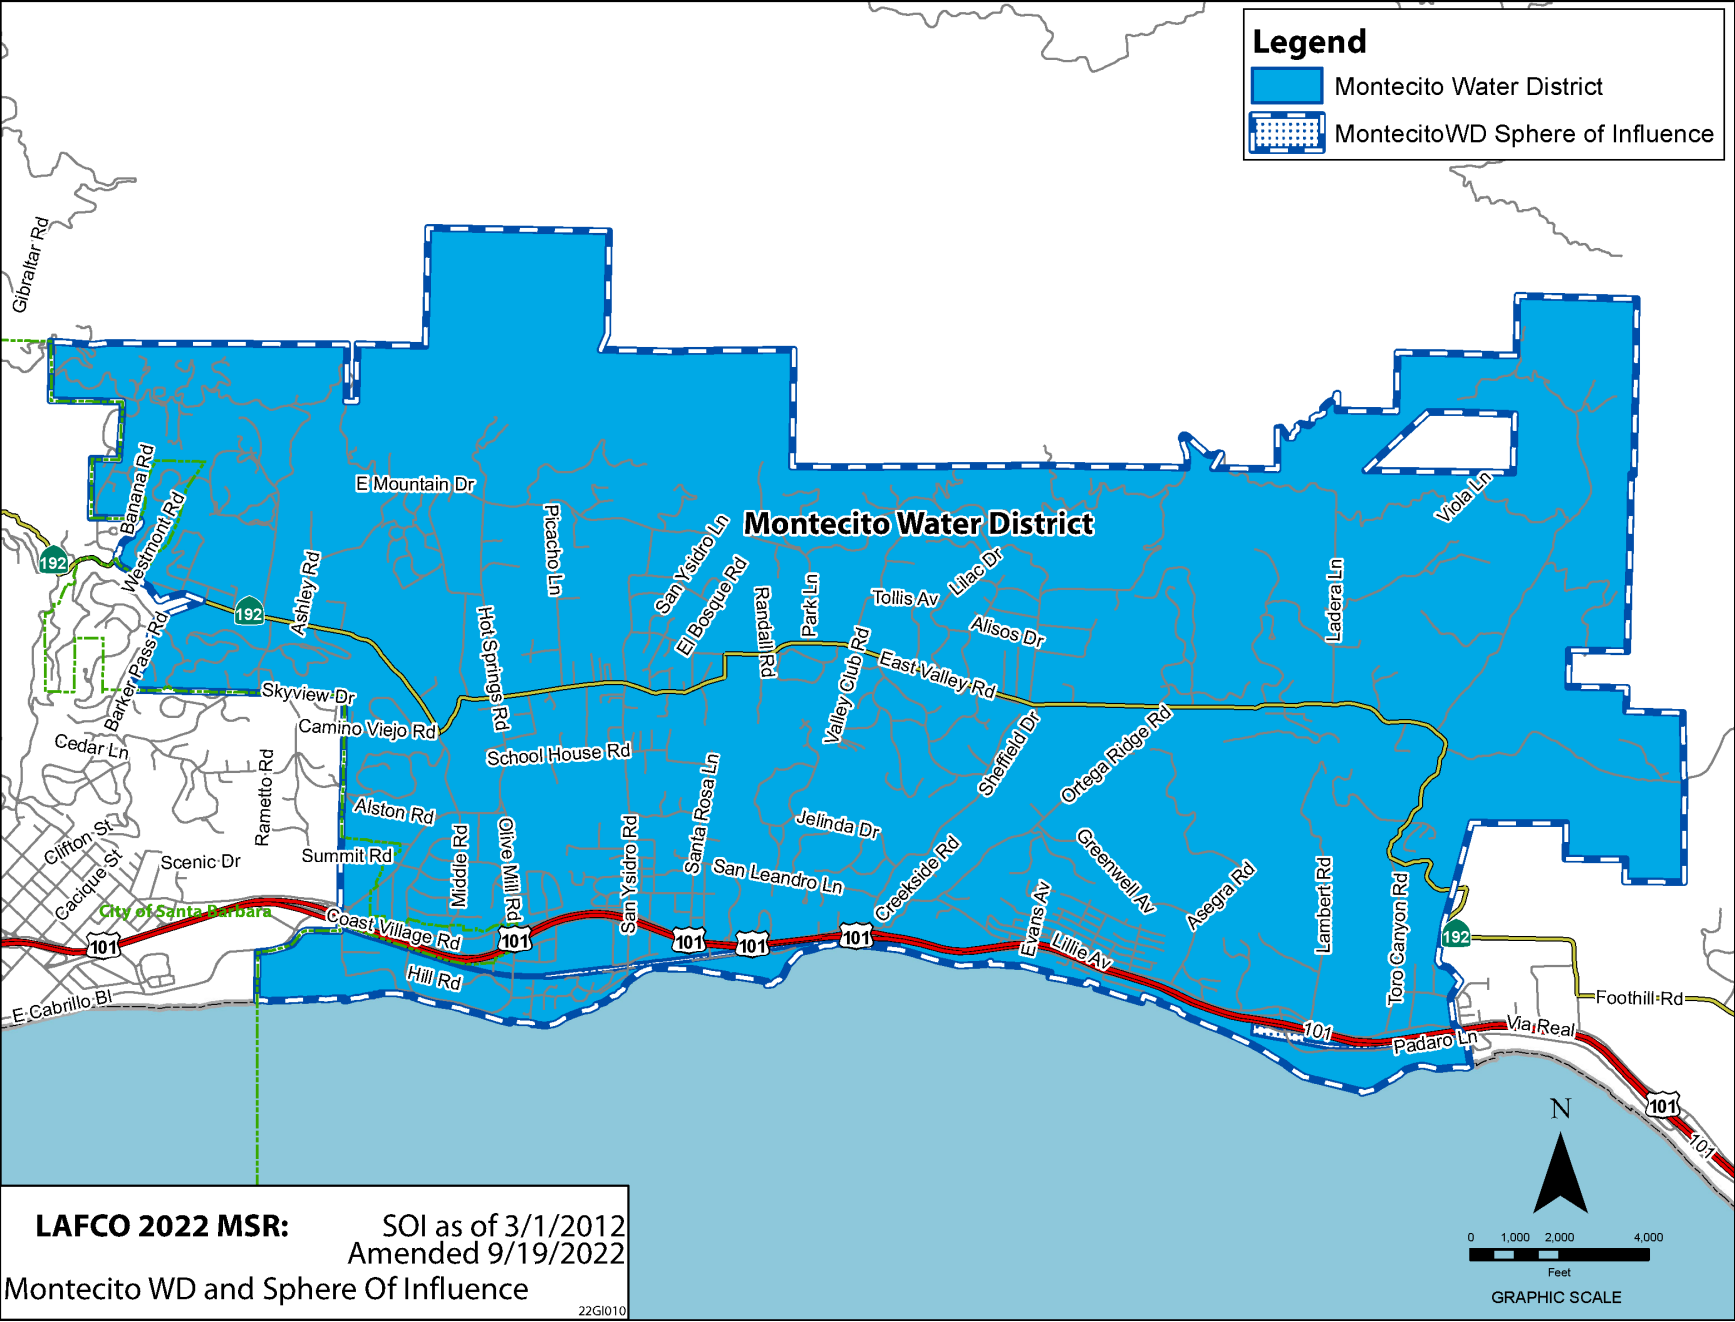 Legend
Montecito Water District
MontecitoWD Sphere of Influence
Gibraltar Rd
Banana Rd
Westmont Rd
E Mountain Dr
Picacho Ln
San Ysidro Ln
El Bosque Rd
Montecito Water District
Viola Ln
192
192
Ashley Rd
Hot Springs Rd
Randall Rd
Park Ln
Tollis Av
Lilac Dr
Alisos Dr
Ladera Ln
Barker Pass Rd
Skyview Dr
Camino Viejo Rd
Valley Club Rd
East Valley Rd
Cedar Ln
Rametto Rd
School House Rd
Santa Rosa Ln
Sheffield Dr
Ortega Ridge Rd
Alston Rd
Jelinda Dr
Clifton St
Cacique St
Scenic Dr
Summit Rd
Middle Rd
Olive Mill Rd
San Ysidro Rd
San Leandro Ln
Creekside Rd
Greenwell Av
Asegra Rd
Lambert Rd
Toro Canyon Rd
City of Santa Barbara
Coast Village Rd
Evans Av
Lillie Av
101
101
101
101
101
192
Hill Rd
E Cabrillo Bl
Foothill Rd
101
Padaro Ln
Via Real
101
101
N
0 1,000 2,000 4,000
Feet
GRAPHIC SCALE
LAFCO 2022 MSR: SOI as of 3/1/2012
Amended 9/19/2022
Montecito WD and Sphere Of Influence
22GI010